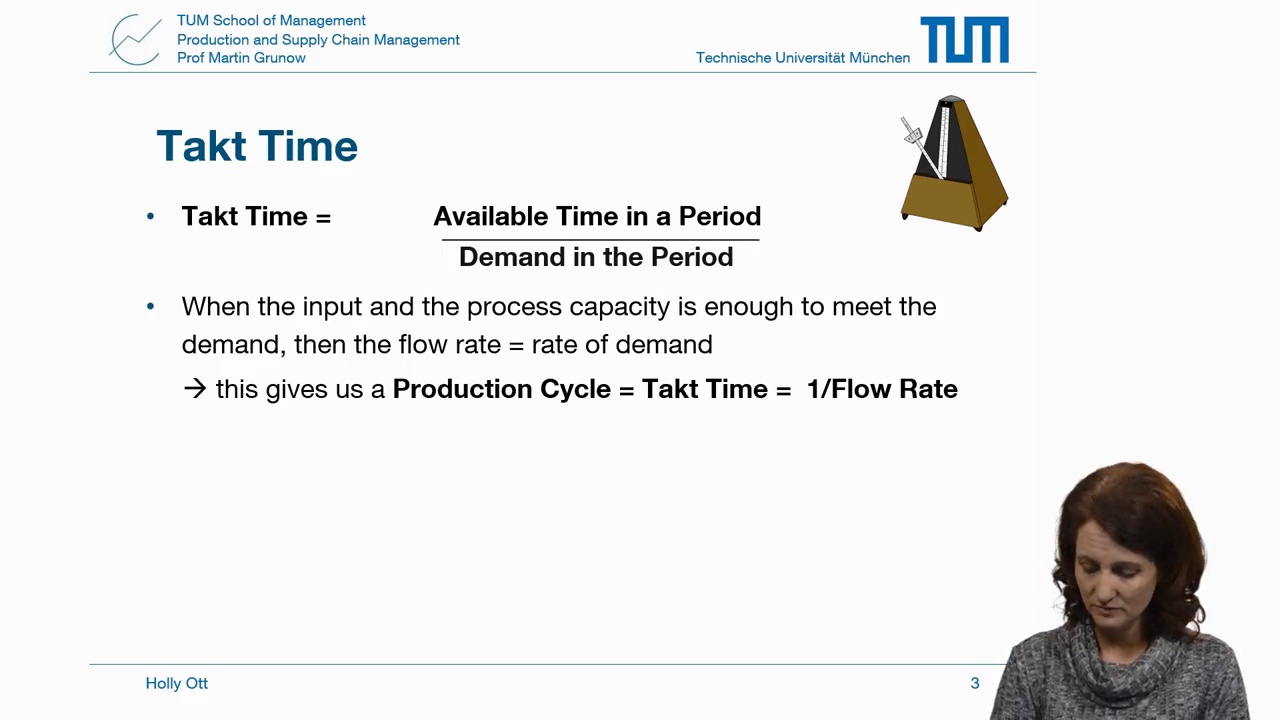 TUM School of Management
Production and Supply Chain Management
Prof Martin Grunow
Technische Universität München
TUM
Takt Time
• Takt Time = Available Time in a Period
Demand in the Period
• When the input and the process capacity is enough to meet the
demand, then the flow rate = rate of demand
→ this gives us a Production Cycle = Takt Time = 1/Flow Rate
Holly Ott
3